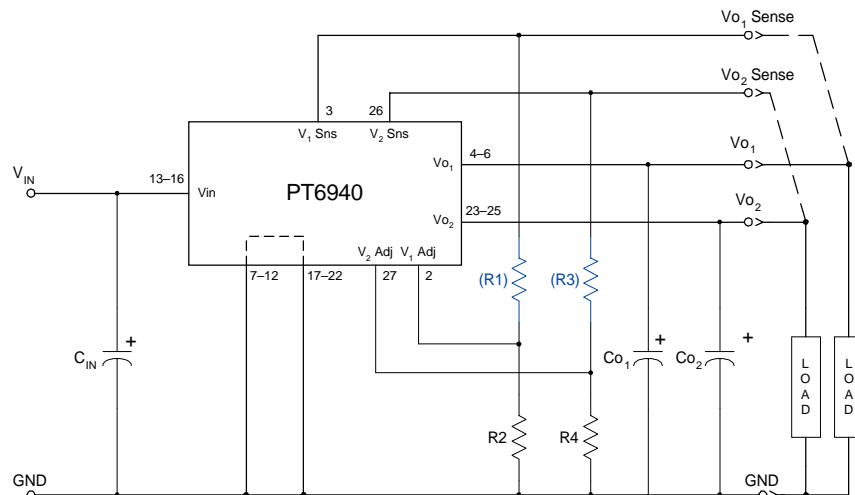 Vo1 Sense
Vo2 Sense
3
26
V1 Sns
V2 Sns
Vo1
4–6
Vo1
VIN
13–16
Vin
PT6940
Vo2
23–25
Vo2
V2 Adj
V1 Adj
7–12
17–22
27
2
(R1)
(R3)
CIN
+
Co1
+
Co2
+
LOAD
LOAD
R2
R4
GND
GND